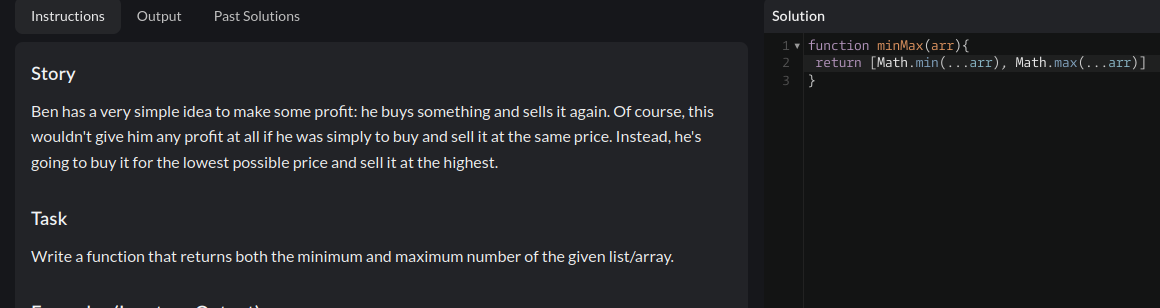 Instructions Output Past Solutions
Story
Ben has a very simple idea to make some profit: he buys something and sells it again. Of course, this
wouldn't give him any profit at all if he was simply to buy and sell it at the same price. Instead, he's
going to buy it for the lowest possible price and sell it at the highest.
Task
Write a function that returns both the minimum and maximum number of the given list/array.
Solution
1 function minMax(arr){
2 return [Math.min(...arr), Math.max(...arr)]
3 }